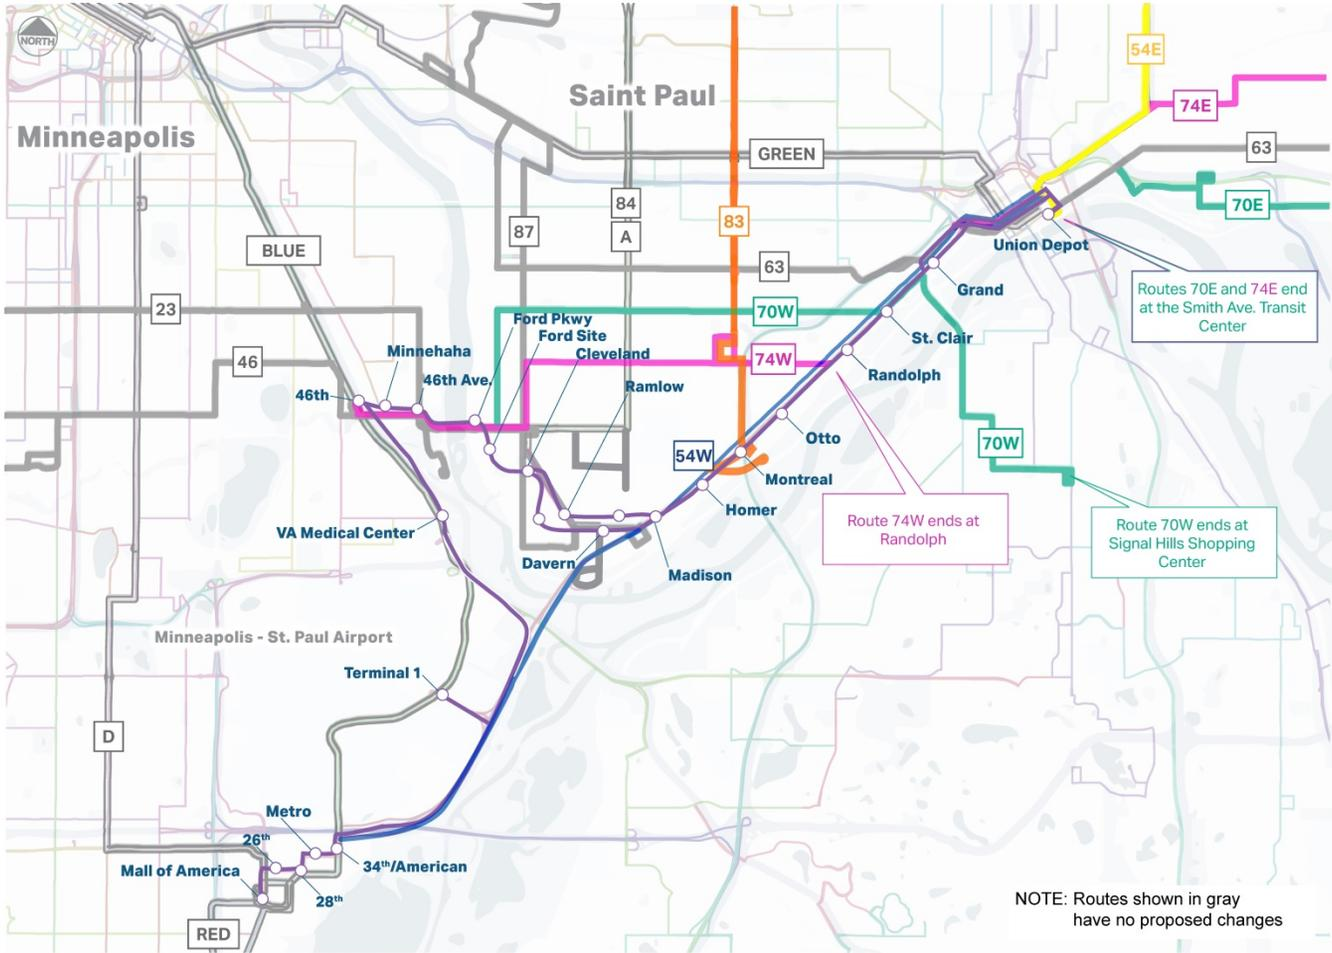 NORTH
54E
74E
Saint Paul
Minneapolis
GREEN
63
84
70E
87
83
A
BLUE
Union Depot
63
Grand
Routes 70E and 74E end
at the Smith Ave. Transit
Center
23
70W
Ford Pkwy
Ford Site
St. Clair
Minnehaha
Cleveland
46
74W
Randolph
46th Ave.
Ramlow
46th
Otto
70W
54W
Montreal
Homer
Route 74W ends at
Randolph
Route 70W ends at
Signal Hills Shopping
Center
VA Medical Center
Davern
Madison
Minneapolis - St. Paul Airport
Terminal 1
D
Metro
26th
Mall of America
34th/American
28th
NOTE: Routes shown in gray
have no proposed changes
RED